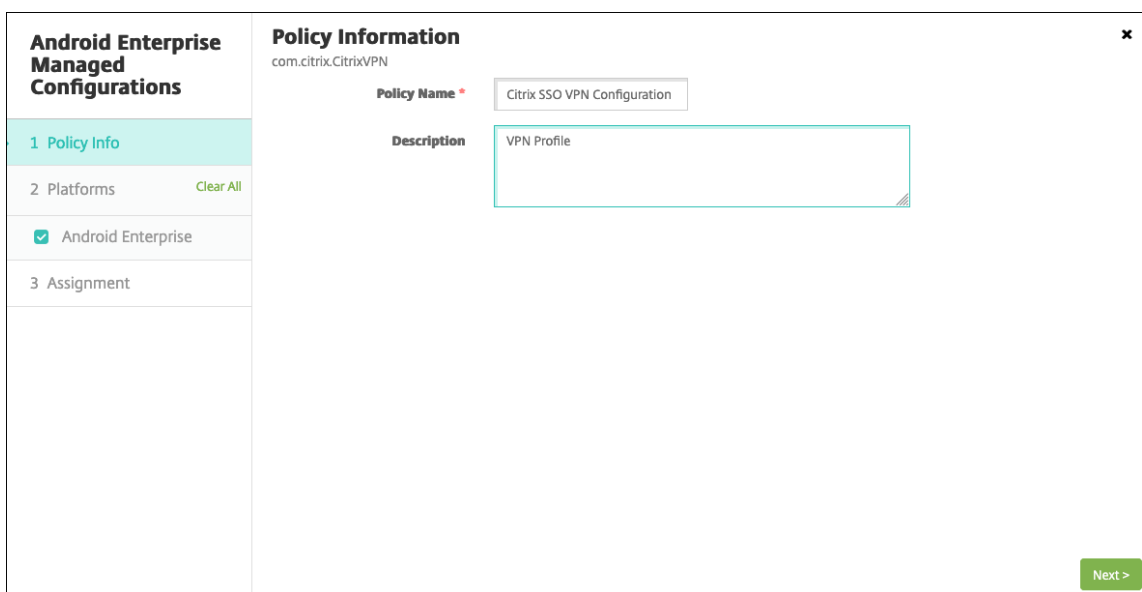 Android Enterprise
Managed
Configurations
1 Policy Info
2 Platforms
Clear All
Android Enterprise
3 Assignment
Policy Information
com.citrix.CitrixVPN
Policy Name *
Citrix SSO VPN Configuration
Description
VPN Profile
Next >